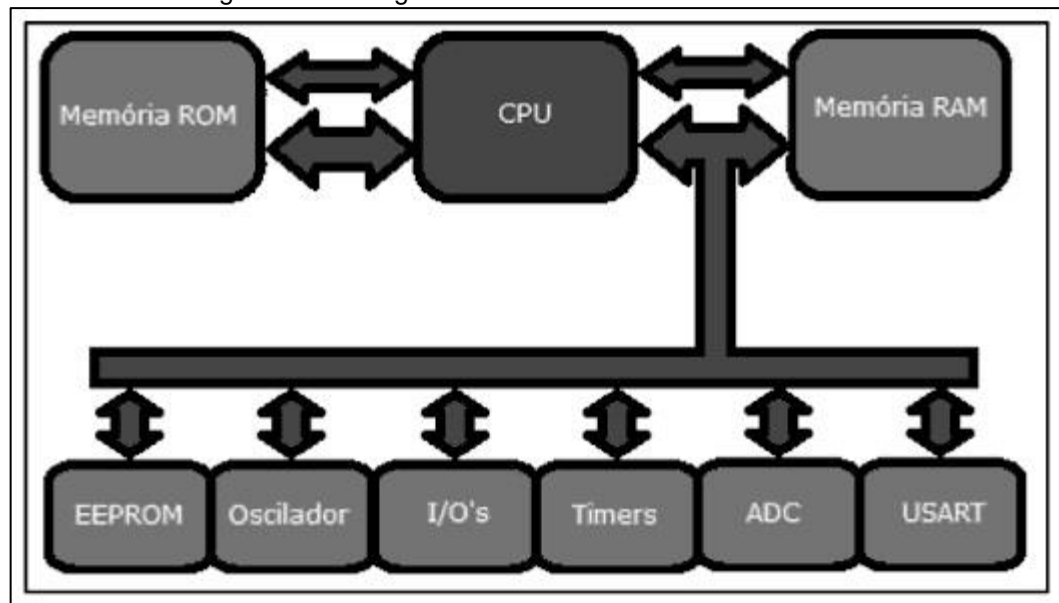 Memória ROM
CPU
Memória RAM
EEPROM
Oscilador
I/O's
Timers
ADC
USART